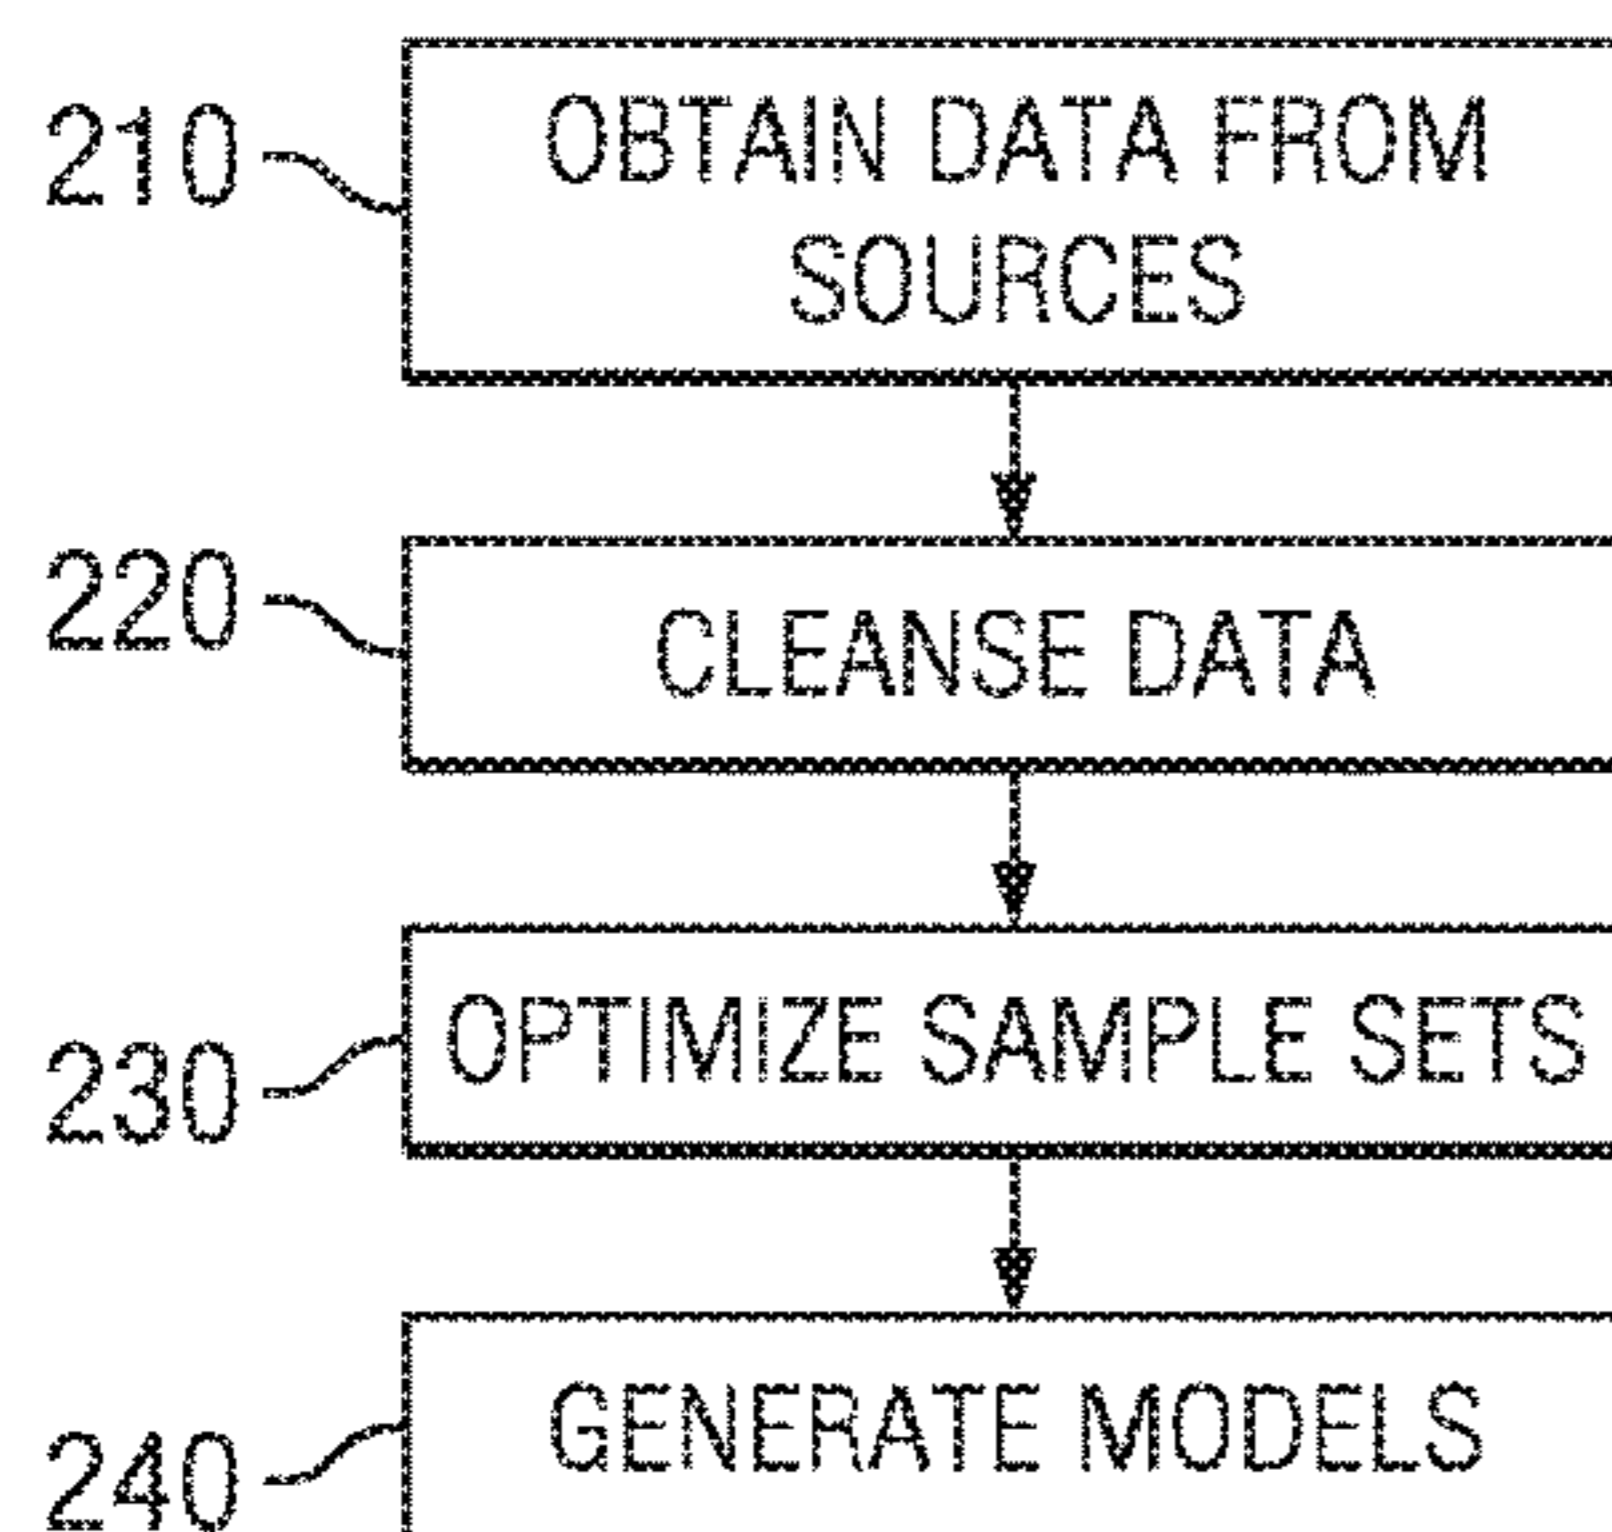 210
OBTAIN DATA FROM
SOURCES
220
CLEANSE DATA
230
OPTIMIZE SAMPLE SETS
240
GENERATE MODELS